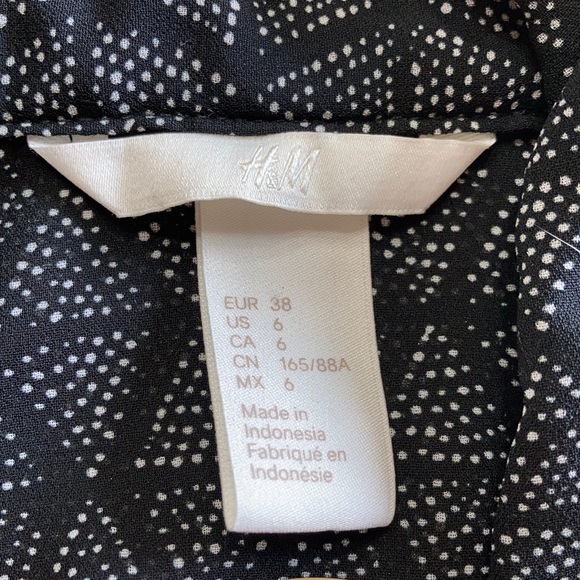 H&M
EUR 38
US 6
CA 6
CN 165/88A
MX 6
Made in
Indonesia
Fabriqué en
Indonésie